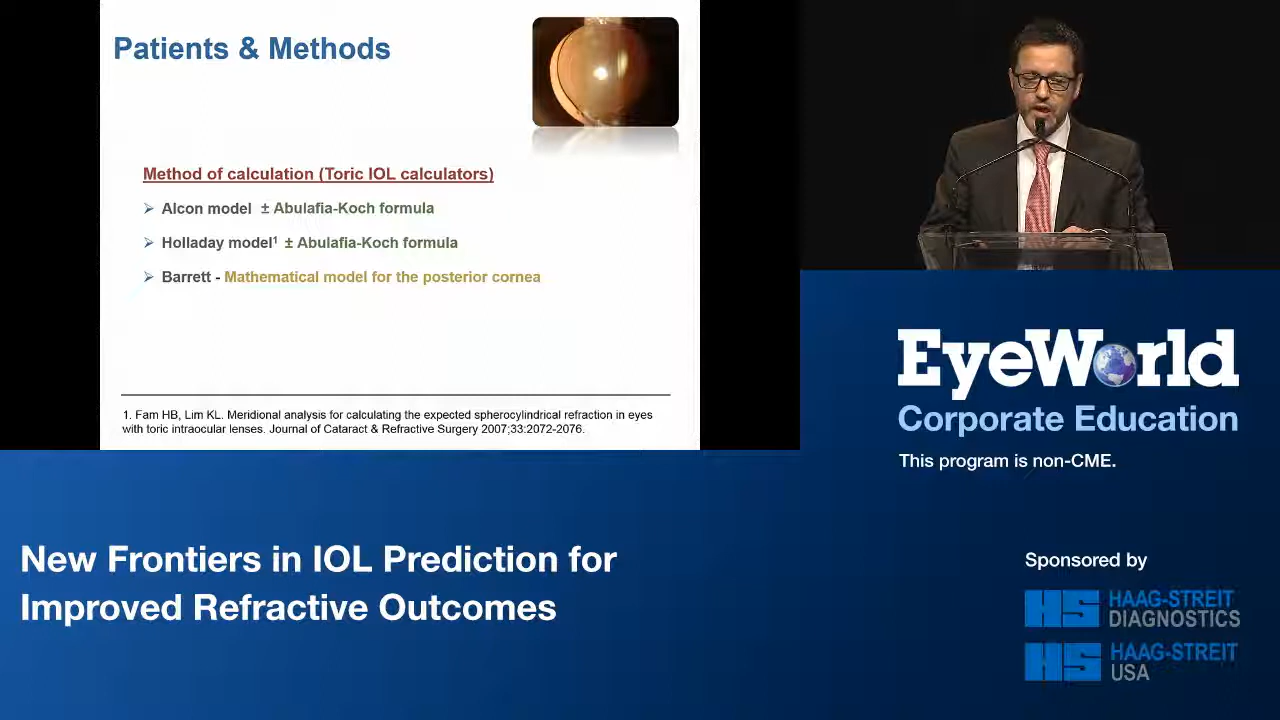 Patients & Methods
Method of calculation (Toric IOL calculators)
➢ Alcon model ± Abulafia-Koch formula
➢ Holladay model¹ ± Abulafia-Koch formula
➢ Barrett - Mathematical model for the posterior cornea
1. Fam HB, Lim KL. Meridional analysis for calculating the expected spherocylindrical refraction in eyes
with toric intraocular lenses. Journal of Cataract & Refractive Surgery 2007;33:2072-2076.
EyeWorld
Corporate Education
This program is non-CME.
New Frontiers in IOL Prediction for
Improved Refractive Outcomes
Sponsored by
HS HAAG-STREIT
DIAGNOSTICS
HS HAAG-STREIT
USA